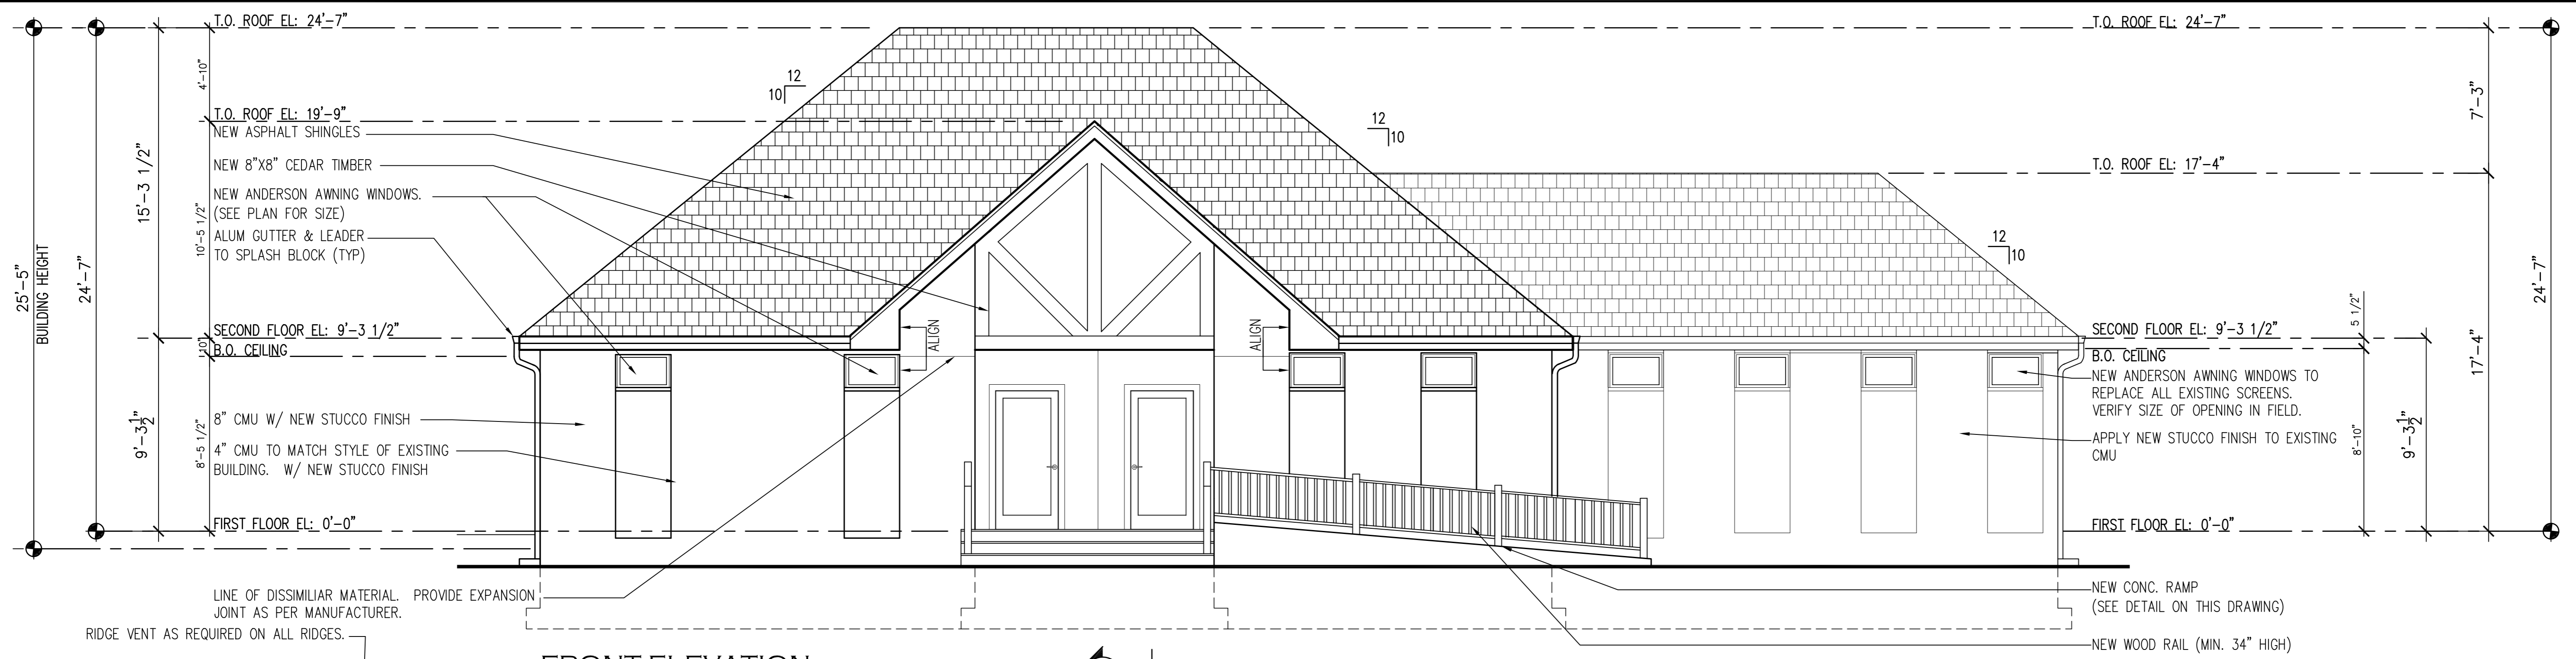 T.O. ROOF EL: 24'-7"
T.O. ROOF EL: 24'-7"
4'-10"
12
10
7'-3"
T.O. ROOF EL: 19'-9"
NEW ASPHALT SHINGLES
12
10
NEW 8"X8" CEDAR TIMBER
T.O. ROOF EL: 17'-4"
15'-3 1/2"
NEW ANDERSON AWNING WINDOWS.
(SEE PLAN FOR SIZE)
10'-5 1/2"
ALUM GUTTER & LEADER
TO SPLASH BLOCK (TYP)
12
10
25'-5"
BUILDING HEIGHT
24'-7"
24'-7"
SECOND FLOOR EL: 9'-3 1/2"
10"
B.O. CEILING
ALIGN
ALIGN
5 1/2"
SECOND FLOOR EL: 9'-3 1/2"
B.O. CEILING
17'-4"
NEW ANDERSON AWNING WINDOWS TO
REPLACE ALL EXISTING SCREENS.
VERIFY SIZE OF OPENING IN FIELD.
9'-3 1/2"
8'-5 1/2"
8" CMU W/ NEW STUCCO FINISH
4" CMU TO MATCH STYLE OF EXISTING
BUILDING. W/ NEW STUCCO FINISH
APPLY NEW STUCCO FINISH TO EXISTING
CMU
8'-10"
9'-3 1/2"
FIRST FLOOR EL: 0'-0"
FIRST FLOOR EL: 0'-0"
LINE OF DISSIMILIAR MATERIAL. PROVIDE EXPANSION
JOINT AS PER MANUFACTURER.
RIDGE VENT AS REQUIRED ON ALL RIDGES.
NEW CONC. RAMP
(SEE DETAIL ON THIS DRAWING)
NEW WOOD RAIL (MIN. 34" HIGH)
FRONT ELEVATION